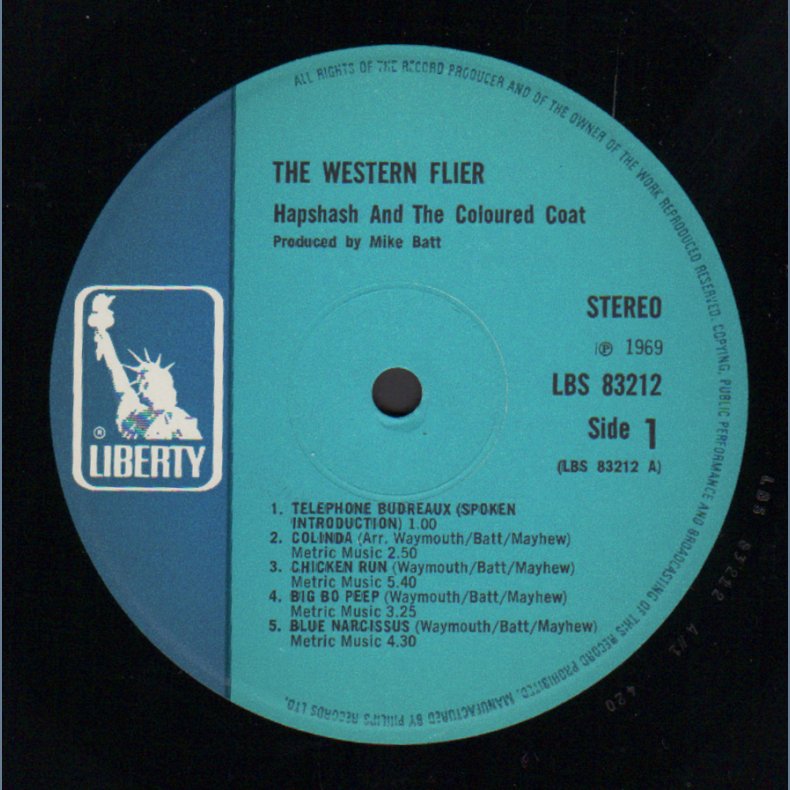 ALL RIGHTS OF THE RECORD PRODUCER AND OF THE OWNER OF THE WORK REPRODUCED RESERVED. COPYING, PUBLIC PERFORMANCE AND BROADCASTING OF THIS RECORD PROHIBITED. MANUFACTURED BY PHILIPS RECORDS LTD.
THE WESTERN FLIER
Hapshash And The Coloured Coat
Produced by Mike Batt
STEREO
℗ 1969
LBS 83212
Side 1
(LBS 83212 A)
® LIBERTY
1. TELEPHONE BUDREAUX (SPOKEN
INTRODUCTION) 1.00
2. COLINDA (Arr. Waymouth/Batt/Mayhew)
Metric Music 2.50
3. CHICKEN RUN (Waymouth/Batt/Mayhew)
Metric Music 5.40
4. BIG BO PEEP (Waymouth/Batt/Mayhew)
Metric Music 3.25
5. BLUE NARCISSUS (Waymouth/Batt/Mayhew)
Metric Music 4.30
LBS 83212
420